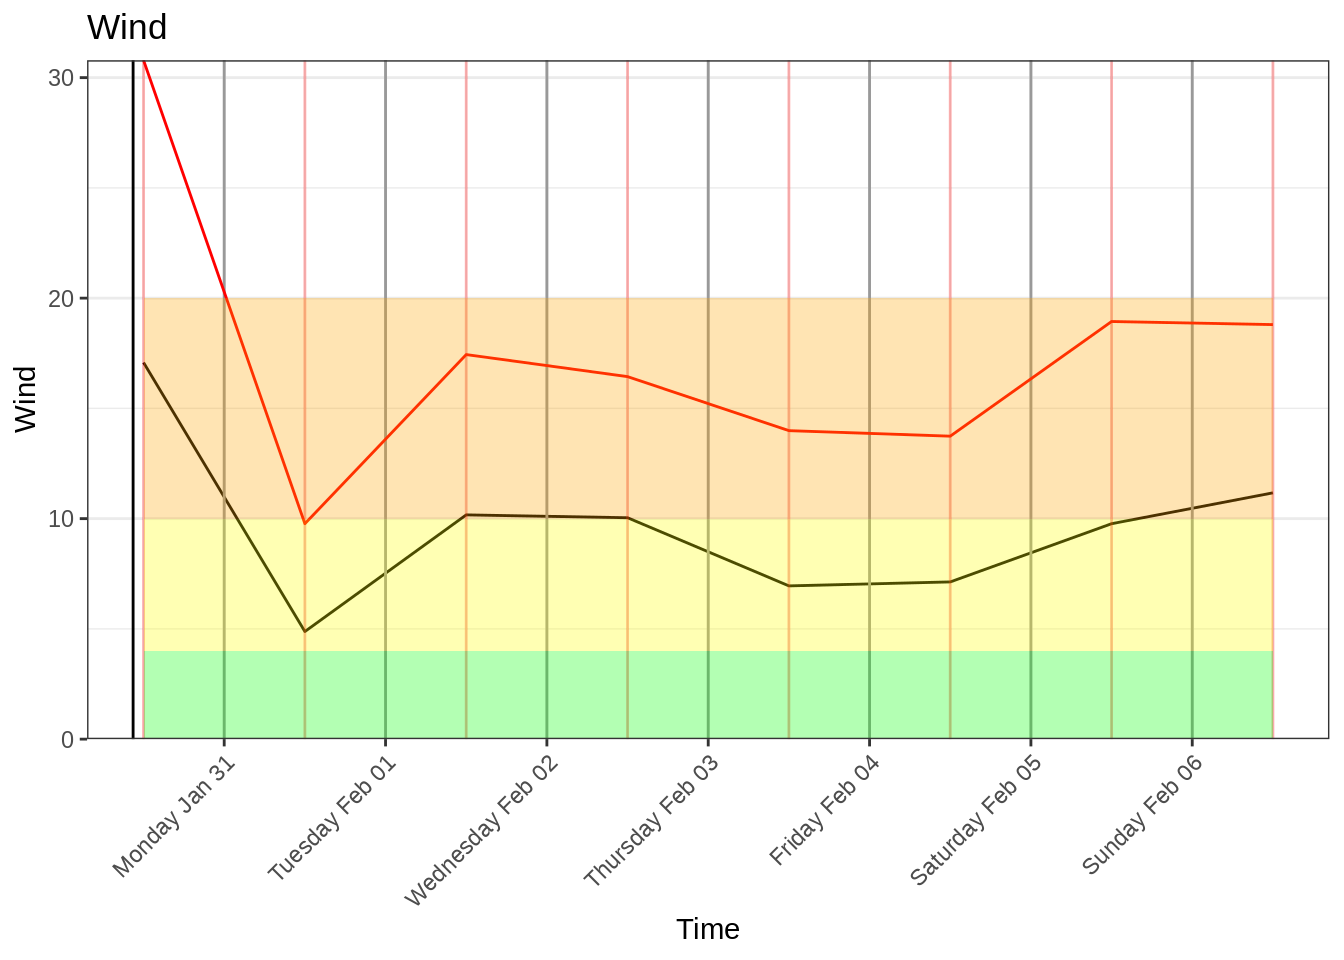 Wind
30
20
10
0
Wind
Monday Jan 31
Tuesday Feb 01
Wednesday Feb 02
Thursday Feb 03
Friday Feb 04
Saturday Feb 05
Sunday Feb 06
Time